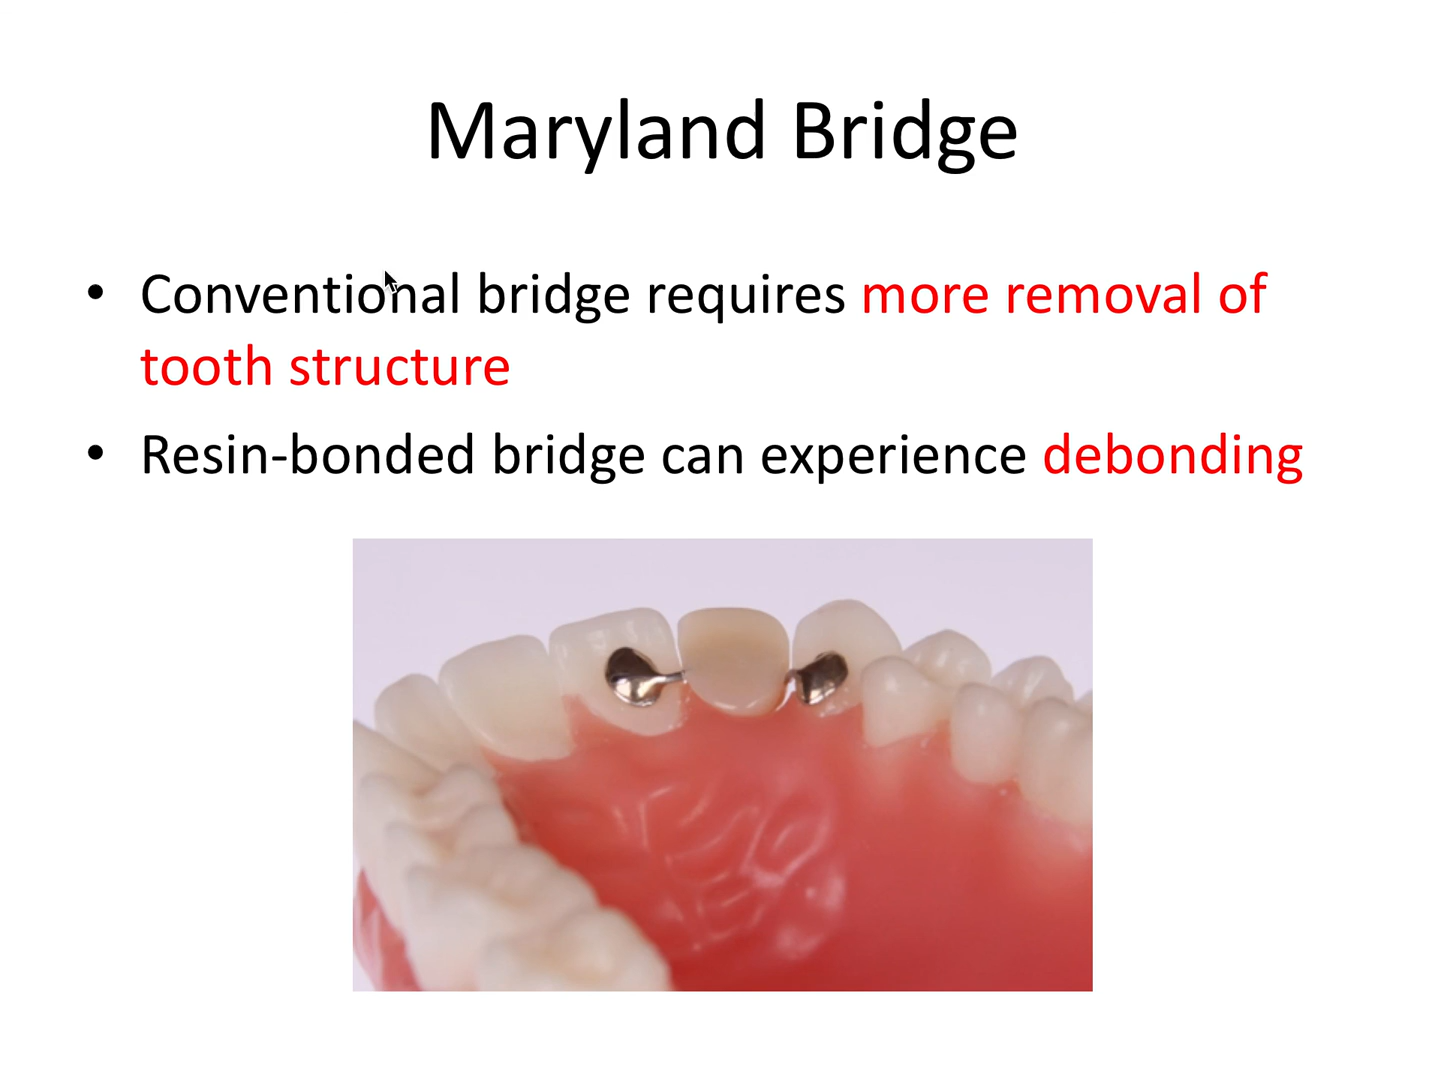 Maryland Bridge
• Conventional bridge requires more removal of
tooth structure
• Resin-bonded bridge can experience debonding